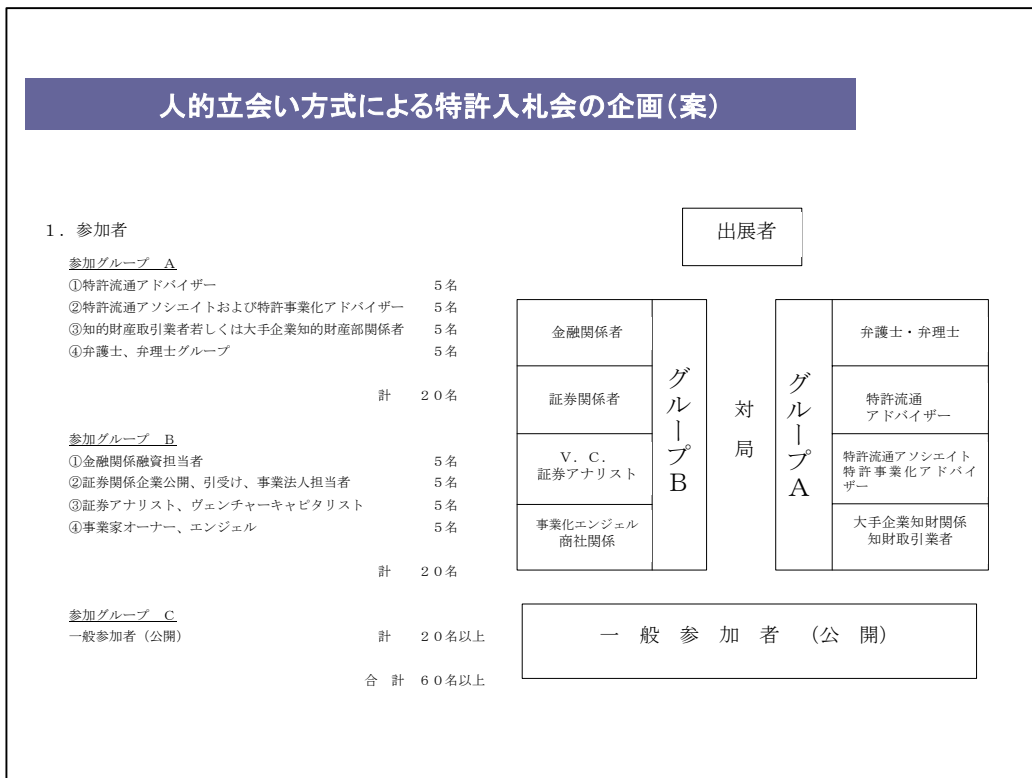 人的立会い方式による特許入札会の企画(案)
1．参加者
参加グループ　A
①特許流通アドバイザー　5名
②特許流通アソシエイトおよび特許事業化アドバイザー　5名
③知的財産取引業者若しくは大手企業知的財産部関係者　5名
④弁護士、弁理士グループ　5名
計　20名
参加グループ　B
①金融関係融資担当者　5名
②証券関係企業公開、引受け、事業法人担当者　5名
③証券アナリスト、ヴェンチャーキャピタリスト　5名
④事業家オーナー、エンジェル　5名
計　20名
参加グループ　C
一般参加者（公開）　計　20名以上
合　計　60名以上
出展者
金融関係者
証券関係者
V．C．
証券アナリスト
事業化エンジェル
商社関係
グループB
対局
グループA
弁護士・弁理士
特許流通
アドバイザー
特許流通アソシエイト
特許事業化アドバイ
ザー
大手企業知財関係
知財取引業者
一　般　参　加　者　（公　開）